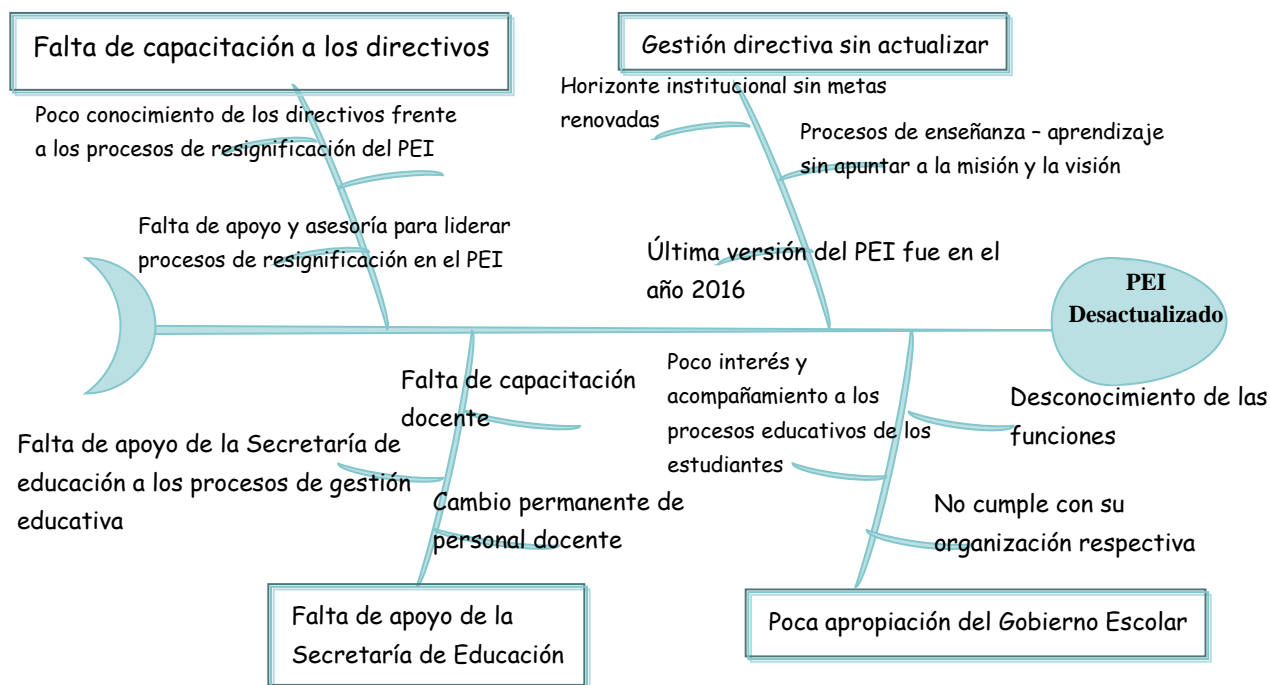 Falta de capacitación a los directivos
Poco conocimiento de los directivos frente
a los procesos de resignificación del PEI
Falta de apoyo y asesoría para liderar
procesos de resignificación en el PEI
Gestión directiva sin actualizar
Horizonte institucional sin metas
renovadas
Procesos de enseñanza – aprendizaje
sin apuntar a la misión y la visión
Última versión del PEI fue en el
año 2016
PEI
Desactualizado
Falta de capacitación
docente
Falta de apoyo de la Secretaría de
educación a los procesos de gestión
educativa
Cambio permanente de
personal docente
Falta de apoyo de la
Secretaría de Educación
Poco interés y
acompañamiento a los
procesos educativos de los
estudiantes
Desconocimiento de las
funciones
No cumple con su
organización respectiva
Poca apropiación del Gobierno Escolar